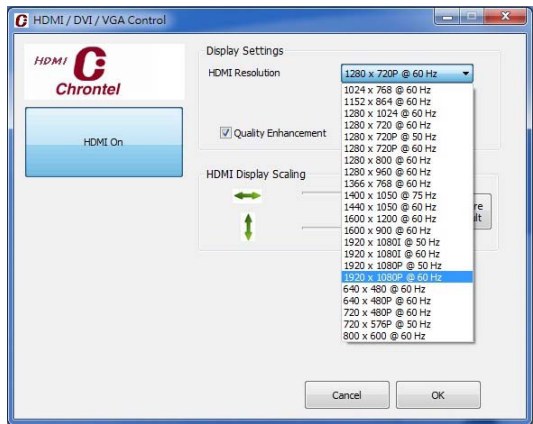 HDMI / DVI / VGA Control
HDMI
Chrontel
HDMI On
Display Settings
HDMI Resolution
1280 x 720P @ 60 Hz
1024 x 768 @ 60 Hz
1152 x 864 @ 60 Hz
1280 x 1024 @ 60 Hz
1280 x 720 @ 60 Hz
1280 x 720P @ 50 Hz
1280 x 720P @ 60 Hz
1280 x 800 @ 60 Hz
1280 x 960 @ 60 Hz
1366 x 768 @ 60 Hz
1400 x 1050 @ 75 Hz
1440 x 1050 @ 60 Hz
1600 x 1200 @ 60 Hz
1600 x 900 @ 60 Hz
1920 x 1080I @ 50 Hz
1920 x 1080I @ 60 Hz
1920 x 1080P @ 50 Hz
1920 x 1080P @ 60 Hz
640 x 480 @ 60 Hz
640 x 480P @ 60 Hz
720 x 480P @ 60 Hz
720 x 576P @ 50 Hz
800 x 600 @ 60 Hz
Quality Enhancement
HDMI Display Scaling
Cancel
OK